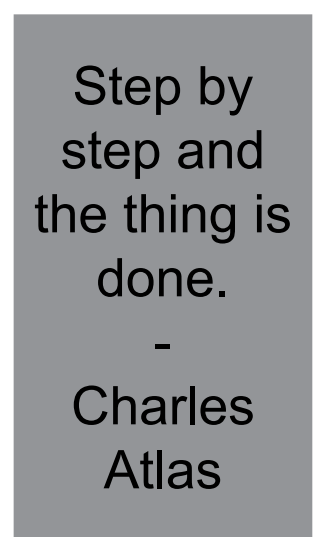 Step by
step and
the thing is
done.
-
Charles
Atlas